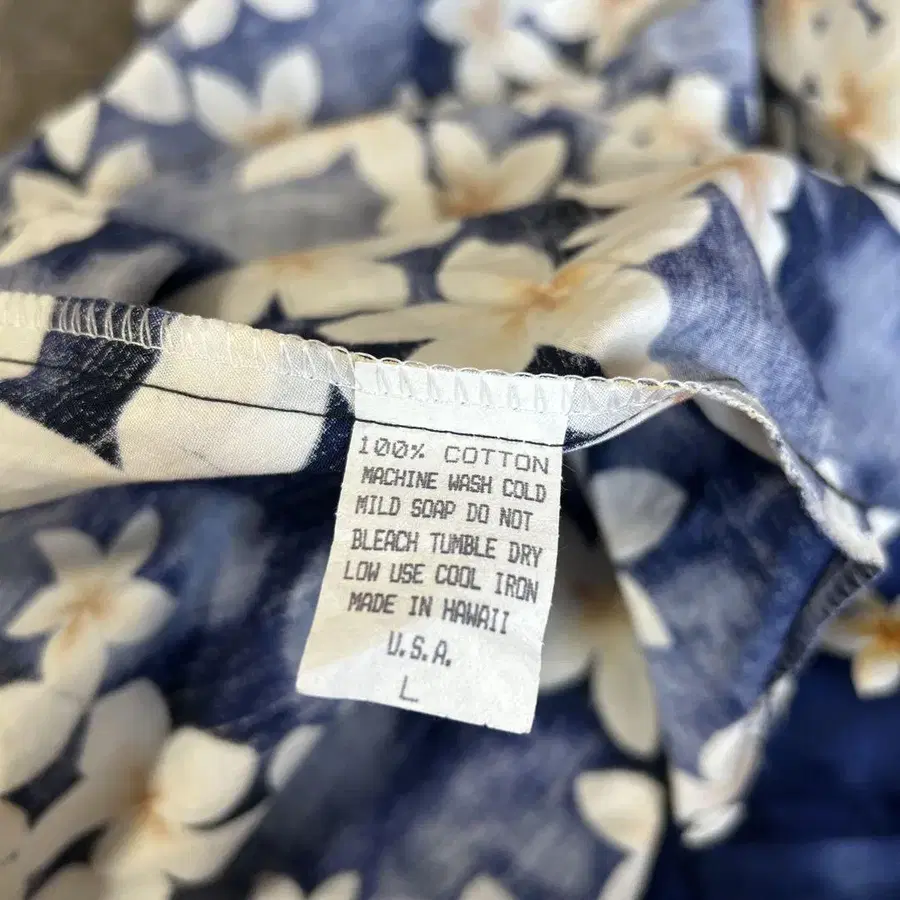 100% COTTON
MACHINE WASH COLD
MILD SOAP DO NOT
BLEACH TUMBLE DRY
LOW USE COOL IRON
MADE IN HAWAII
U.S.A.
L